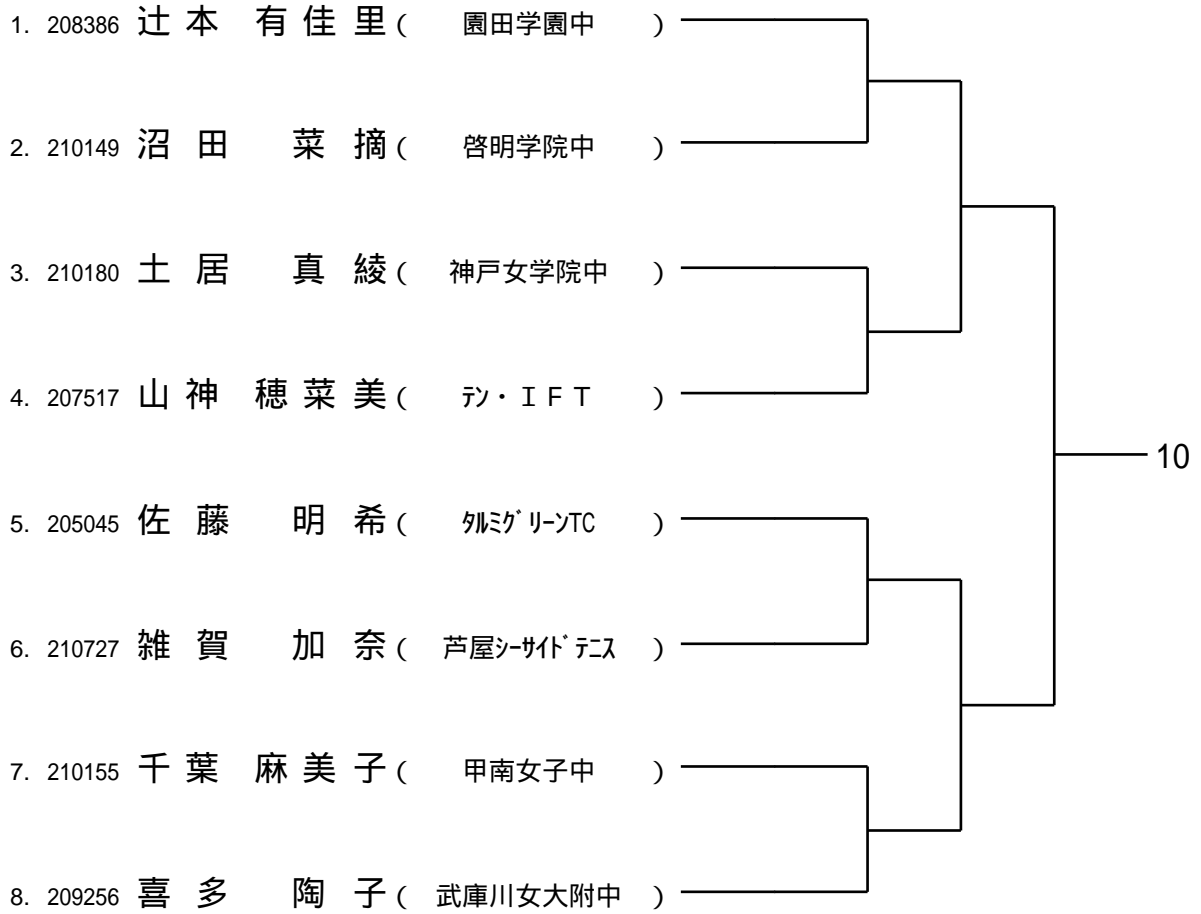 1. 208386 辻本 有佳里( 園田学園中 )
2. 210149 沼田 菜摘( 啓明学院中 )
3. 210180 土居 真綾( 神戸女学院中 )
4. 207517 山神 穂菜美( ﾃﾝ・ＩＦＴ )
10
5. 205045 佐藤 明希( ﾀﾙﾐｸﾞﾘｰﾝTC )
6. 210727 雑賀 加奈( 芦屋ｼｰｻｲﾄﾞﾃﾆｽ )
7. 210155 千葉 麻美子( 甲南女子中 )
8. 209256 喜多 陶子( 武庫川女大附中 )